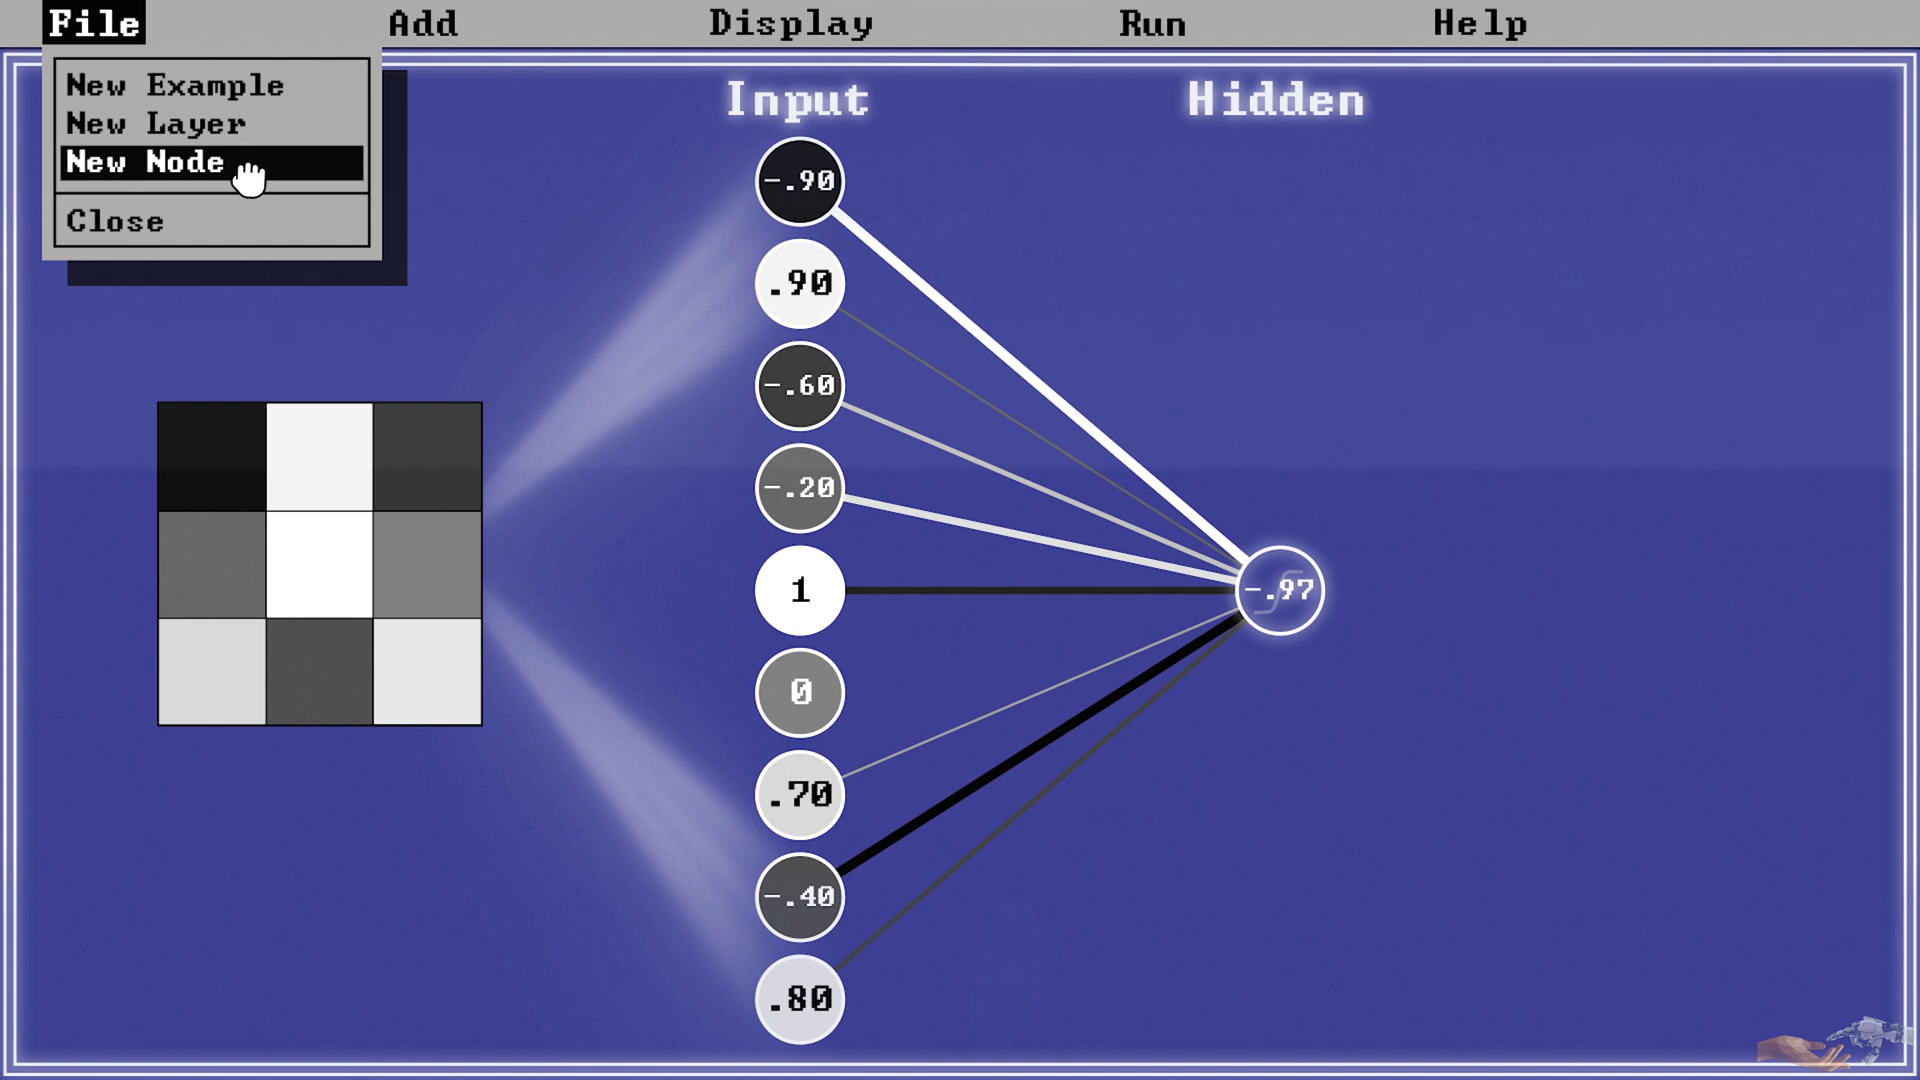 File Add Display Run Help
New Example
New Layer
New Node
Close
Input Hidden
-.90
.90
-.60
-.20
1
-.97
0
.70
-.40
.80